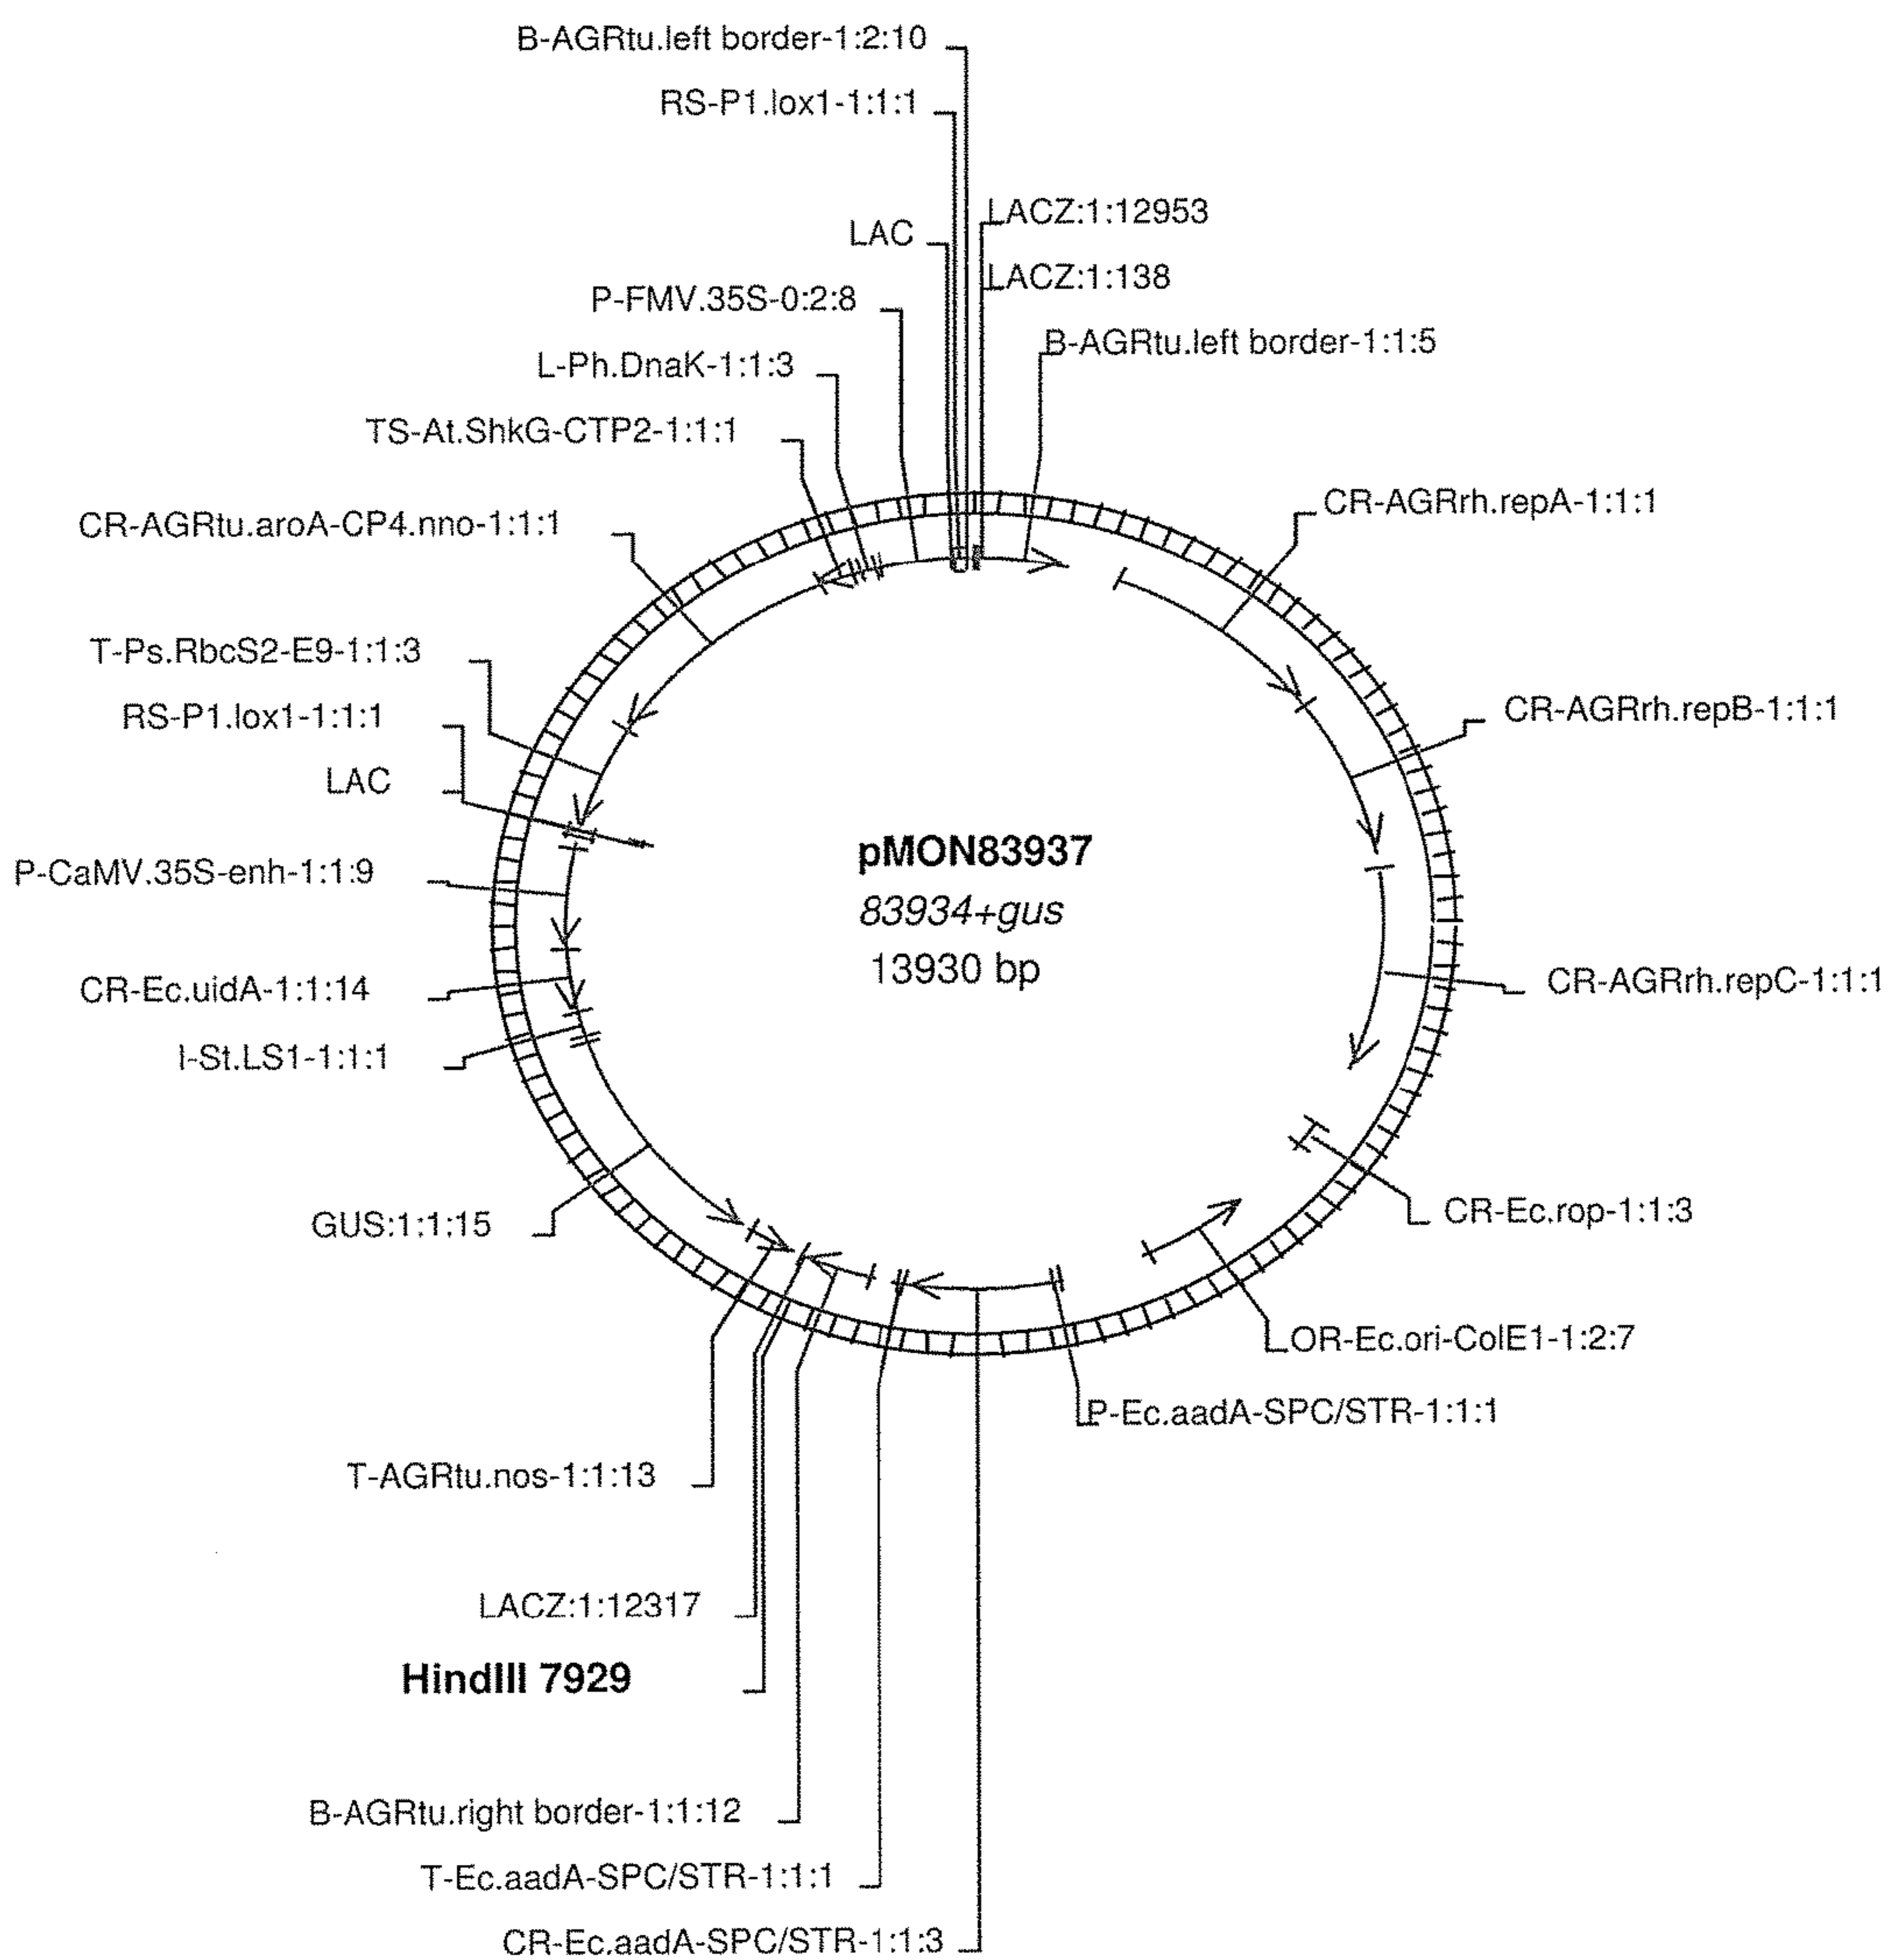 B-AGRtu.left border-1:2:10
RS-P1.lox1-1:1:1
LACZ:1:12953
LAC
LACZ:1:138
P-FMV.35S-0:2:8
B-AGRtu.left border-1:1:5
L-Ph.DnaK-1:1:3
TS-At.ShkG-CTP2-1:1:1
CR-AGRrh.repA-1:1:1
CR-AGRtu.aroA-CP4.nno-1:1:1
T-Ps.RbcS2-E9-1:1:3
CR-AGRrh.repB-1:1:1
RS-P1.lox1-1:1:1
LAC
pMON83937
P-CaMV.35S-enh-1:1:9
83934+gus
13930 bp
CR-AGRrh.repC-1:1:1
CR-Ec.uidA-1:1:14
I-St.LS1-1:1:1
CR-Ec.rop-1:1:3
GUS:1:1:15
OR-Ec.ori-ColE1-1:2:7
P-Ec.aadA-SPC/STR-1:1:1
T-AGRtu.nos-1:1:13
LACZ:1:12317
HindIII 7929
B-AGRtu.right border-1:1:12
T-Ec.aadA-SPC/STR-1:1:1
CR-Ec.aadA-SPC/STR-1:1:3